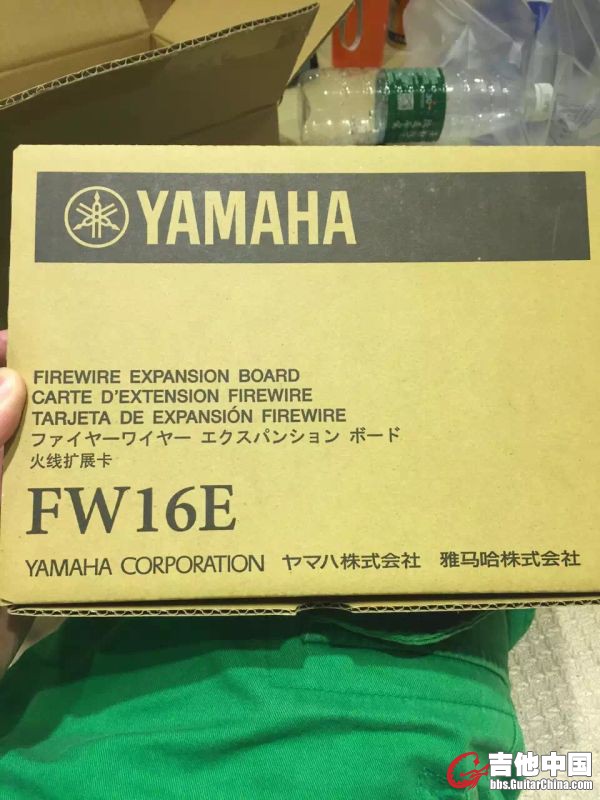 YAMAHA
FIREWIRE EXPANSION BOARD
CARTE D'EXTENSION FIREWIRE
TARJETA DE EXPANSIÓN FIREWIRE
ファイヤーワイヤー エクスパンション ボード
火线扩展卡
FW16E
YAMAHA CORPORATION ヤマハ株式会社 雅马哈株式会社
吉他中国
bbs.GuitarChina.com